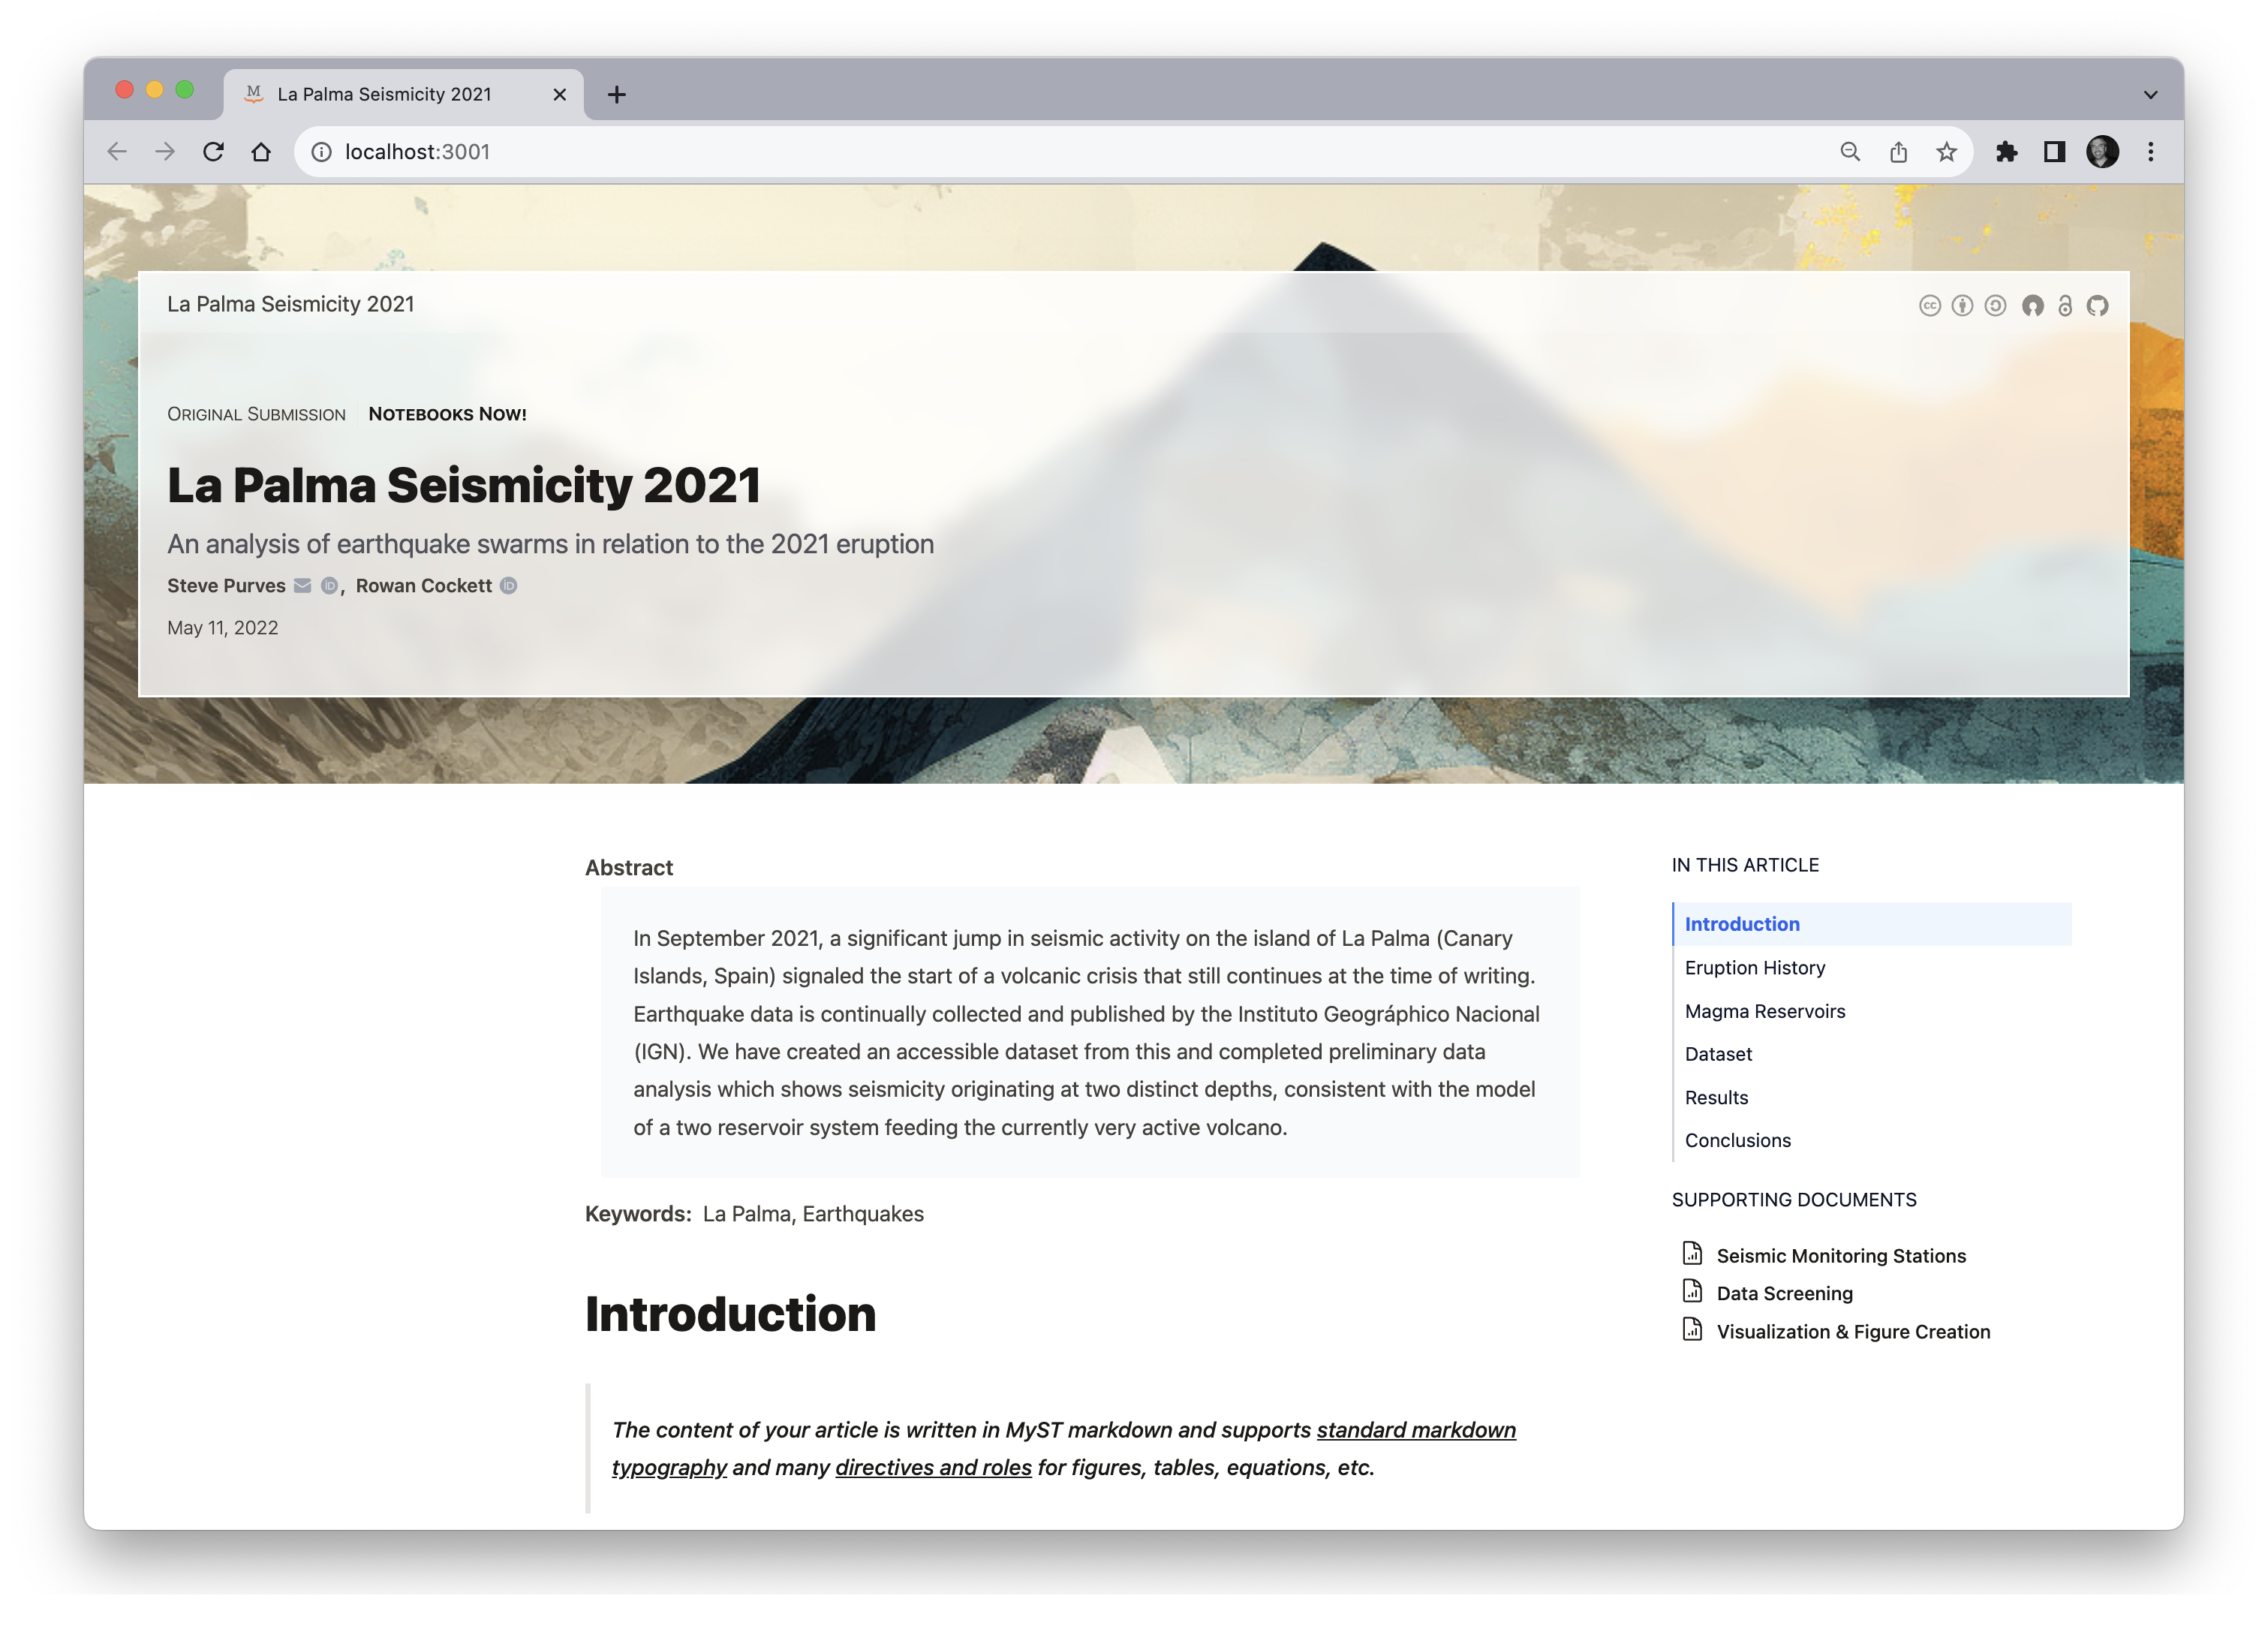 La Palma Seismicity 2021
localhost:3001
La Palma Seismicity 2021
ORIGINAL SUBMISSION NOTEBOOKS NOW!
La Palma Seismicity 2021
An analysis of earthquake swarms in relation to the 2021 eruption
Steve Purves iD, Rowan Cockett iD
May 11, 2022
Abstract
In September 2021, a significant jump in seismic activity on the island of La Palma (Canary
Islands, Spain) signaled the start of a volcanic crisis that still continues at the time of writing.
Earthquake data is continually collected and published by the Instituto Geográphico Nacional
(IGN). We have created an accessible dataset from this and completed preliminary data
analysis which shows seismicity originating at two distinct depths, consistent with the model
of a two reservoir system feeding the currently very active volcano.
Keywords: La Palma, Earthquakes
Introduction
The content of your article is written in MyST markdown and supports standard markdown
typography and many directives and roles for figures, tables, equations, etc.
IN THIS ARTICLE
Introduction
Eruption History
Magma Reservoirs
Dataset
Results
Conclusions
SUPPORTING DOCUMENTS
Seismic Monitoring Stations
Data Screening
Visualization & Figure Creation